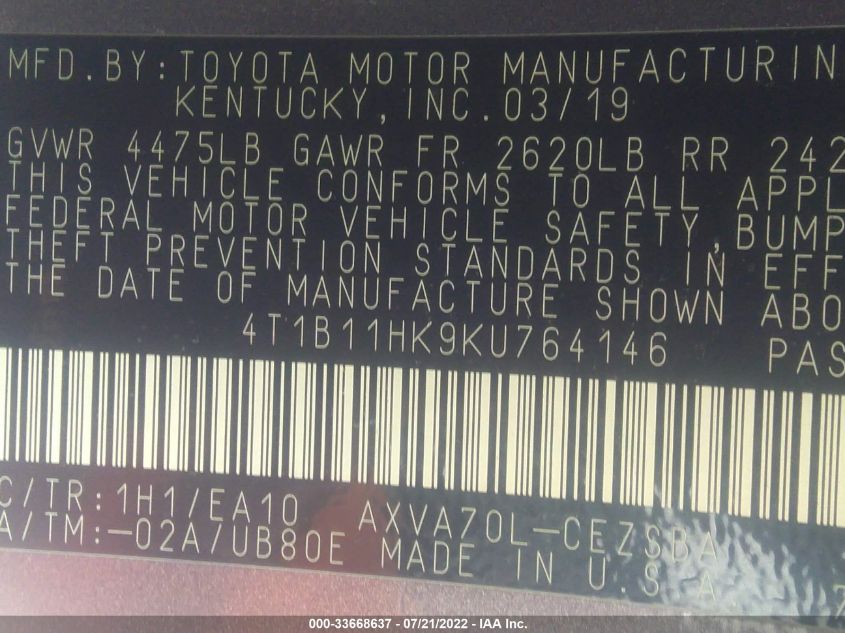 MFD.BY:TOYOTA MOTOR MANUFACTURIN
KENTUCKY,INC.03/19
GVWR 4475LB GAWR FR 2620LB RR 242
THIS VEHICLE CONFORMS TO ALL APPL
FEDERAL MOTOR VEHICLE SAFETY,BUMP
THEFT PREVENTION STANDARDS IN EFF
THE DATE OF MANUFACTURE SHOWN ABO
4T1B11HK9KU764146 PAS
C/TR:1H1/EA10 AXVA70L-CEZSBA
A/TM:-02A/UB80E MADE IN U.S.A.
000-33668637 - 07/21/2022 - IAA Inc.